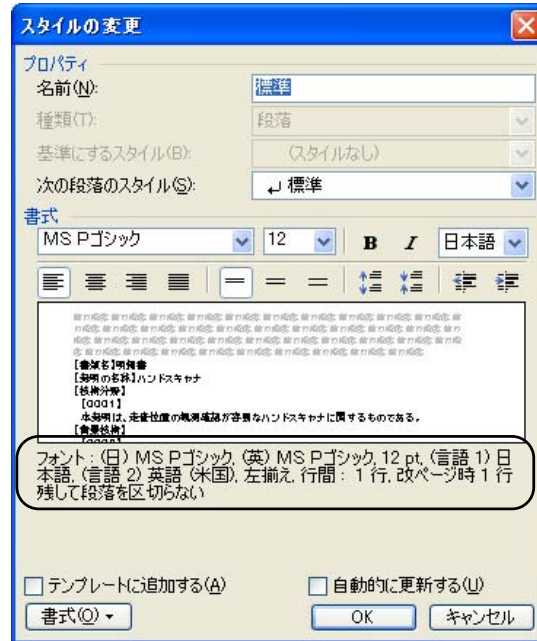 スタイルの変更
プロパティ
名前(N): 標準
種類(T): 段落
基準にするスタイル(B): (スタイルなし)
次の段落のスタイル(S): ↵ 標準
書式
MS Pゴシック 12 B I 日本語
【書類名】明細書
【発明の名称】ハンドスキャナ
【技術分野】
【0001】
本発明は、走査位置の観測確認が容易なハンドスキャナに関するものである。
【背景技術】
フォント : (日) MS Pゴシック, (英) MS Pゴシック, 12 pt, (言語 1) 日
本語, (言語 2) 英語 (米国), 左揃え, 行間 : 1 行, 改ページ時 1 行
残して段落を区切らない
テンプレートに追加する(A) 自動的に更新する(U)
書式(O) OK キャンセル